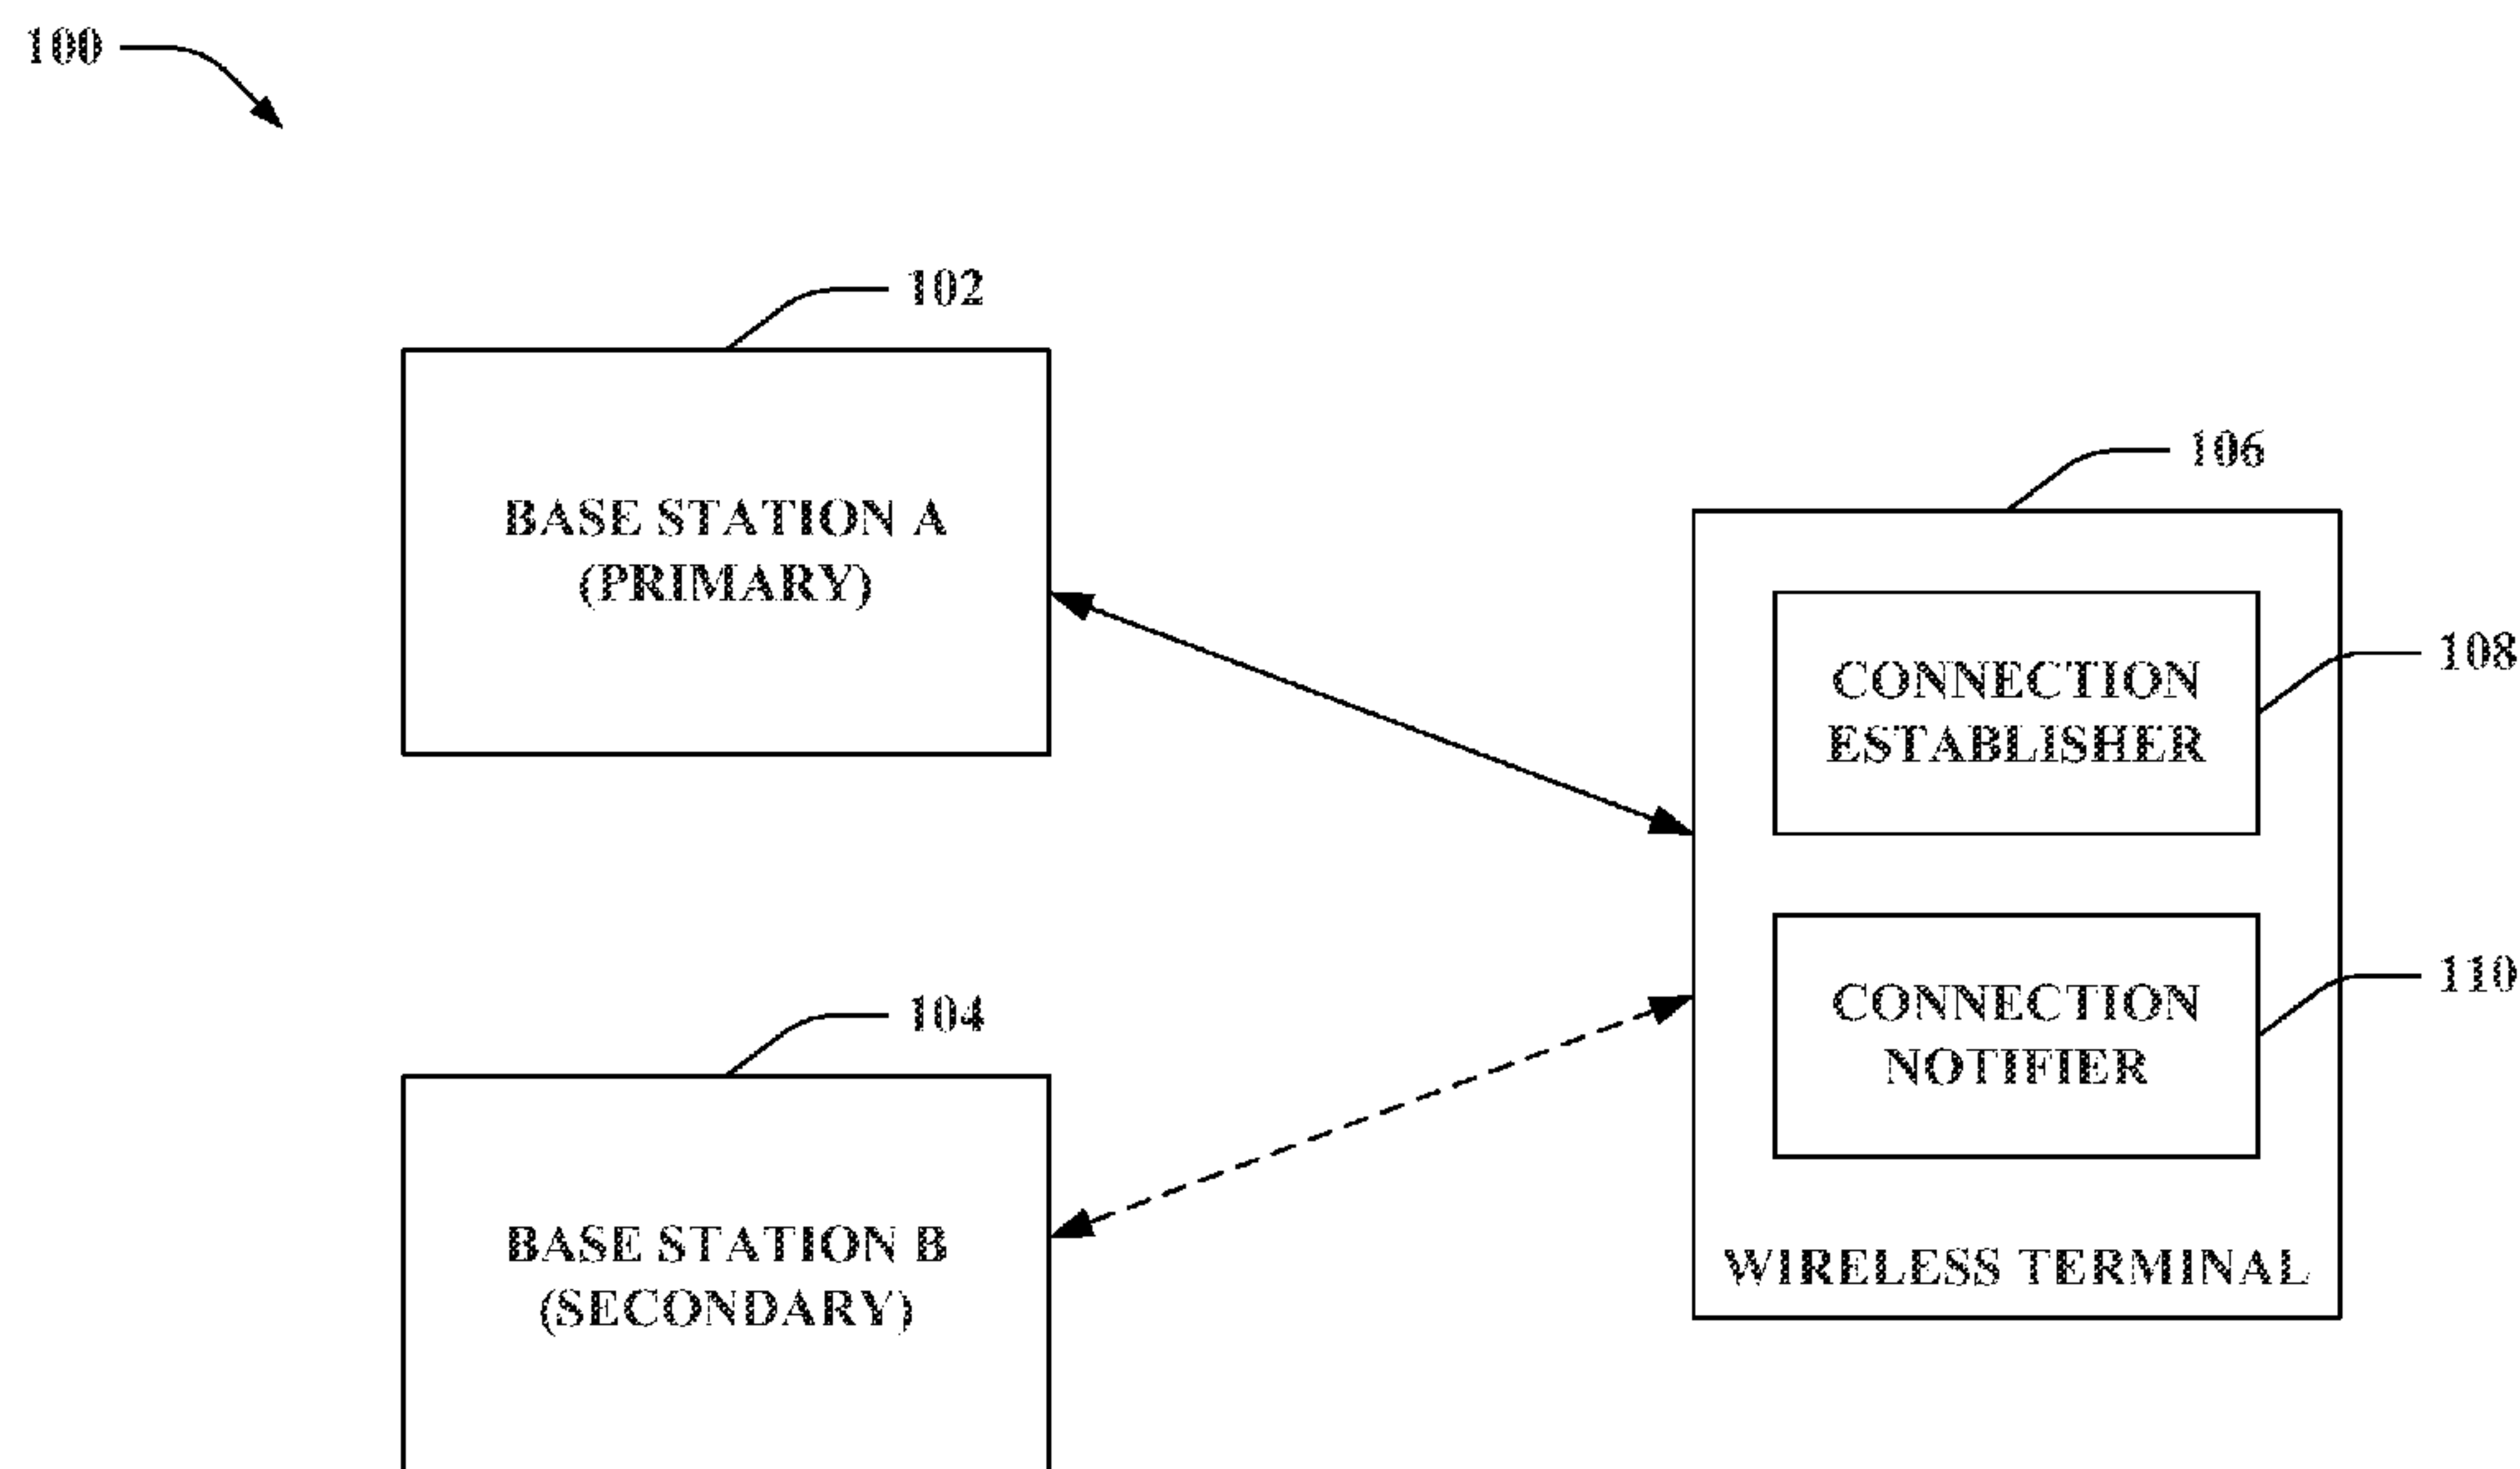 100
102
BASE STATION A
(PRIMARY)
106
CONNECTION
ESTABLISHER
108
CONNECTION
NOTIFIER
110
WIRELESS TERMINAL
104
BASE STATION B
(SECONDARY)